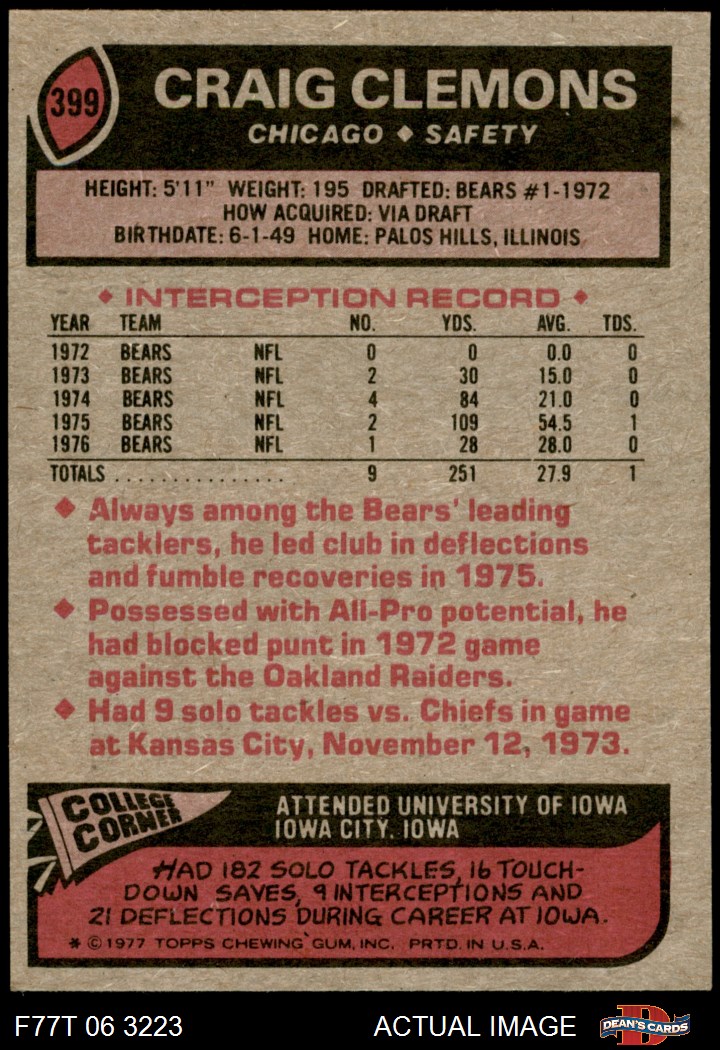 399
CRAIG CLEMONS
CHICAGO ♦ SAFETY
HEIGHT: 5'11" WEIGHT: 195 DRAFTED: BEARS #1-1972
HOW ACQUIRED: VIA DRAFT
BIRTHDATE: 6-1-49 HOME: PALOS HILLS, ILLINOIS
♦ INTERCEPTION RECORD ♦
YEAR TEAM NO. YDS. AVG. TDS.
1972 BEARS NFL 0 0 0.0 0
1973 BEARS NFL 2 30 15.0 0
1974 BEARS NFL 4 84 21.0 0
1975 BEARS NFL 2 109 54.5 1
1976 BEARS NFL 1 28 28.0 0
TOTALS . . . . . . . . . . . . . . . 9 251 27.9 1
♦ Always among the Bears' leading
tacklers, he led club in deflections
and fumble recoveries in 1975.
♦ Possessed with All-Pro potential, he
had blocked punt in 1972 game
against the Oakland Raiders.
♦ Had 9 solo tackles vs. Chiefs in game
at Kansas City, November 12, 1973.
COLLEGE
CORNER
ATTENDED UNIVERSITY OF IOWA
IOWA CITY, IOWA
HAD 182 SOLO TACKLES, 16 TOUCH-
DOWN SAVES, 9 INTERCEPTIONS AND
21 DEFLECTIONS DURING CAREER AT IOWA.
* © 1977 TOPPS CHEWING GUM, INC. PRTD. IN U.S.A.
F77T 06 3223 ACTUAL IMAGE D DEAN'S CARDS